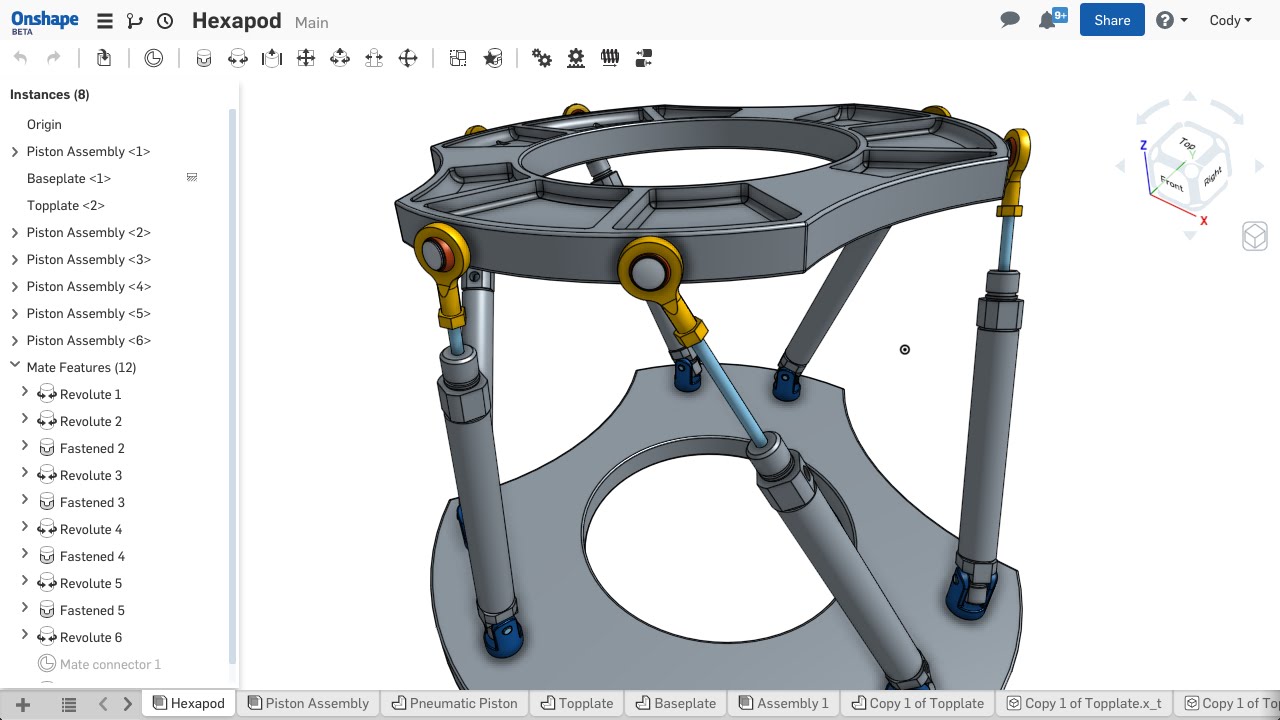 Onshape
BETA
Hexapod Main
9+
Share
Cody
Instances (8)
Origin
Piston Assembly <1>
Baseplate <1>
Topplate <2>
Piston Assembly <2>
Piston Assembly <3>
Piston Assembly <4>
Piston Assembly <5>
Piston Assembly <6>
Mate Features (12)
Revolute 1
Revolute 2
Fastened 2
Revolute 3
Fastened 3
Revolute 4
Fastened 4
Revolute 5
Fastened 5
Revolute 6
Mate connector 1
Z
Top
Y
Front
Right
X
Hexapod
Piston Assembly
Pneumatic Piston
Topplate
Baseplate
Assembly 1
Copy 1 of Topplate
Copy 1 of Topplate.x_t
Copy 1 of To